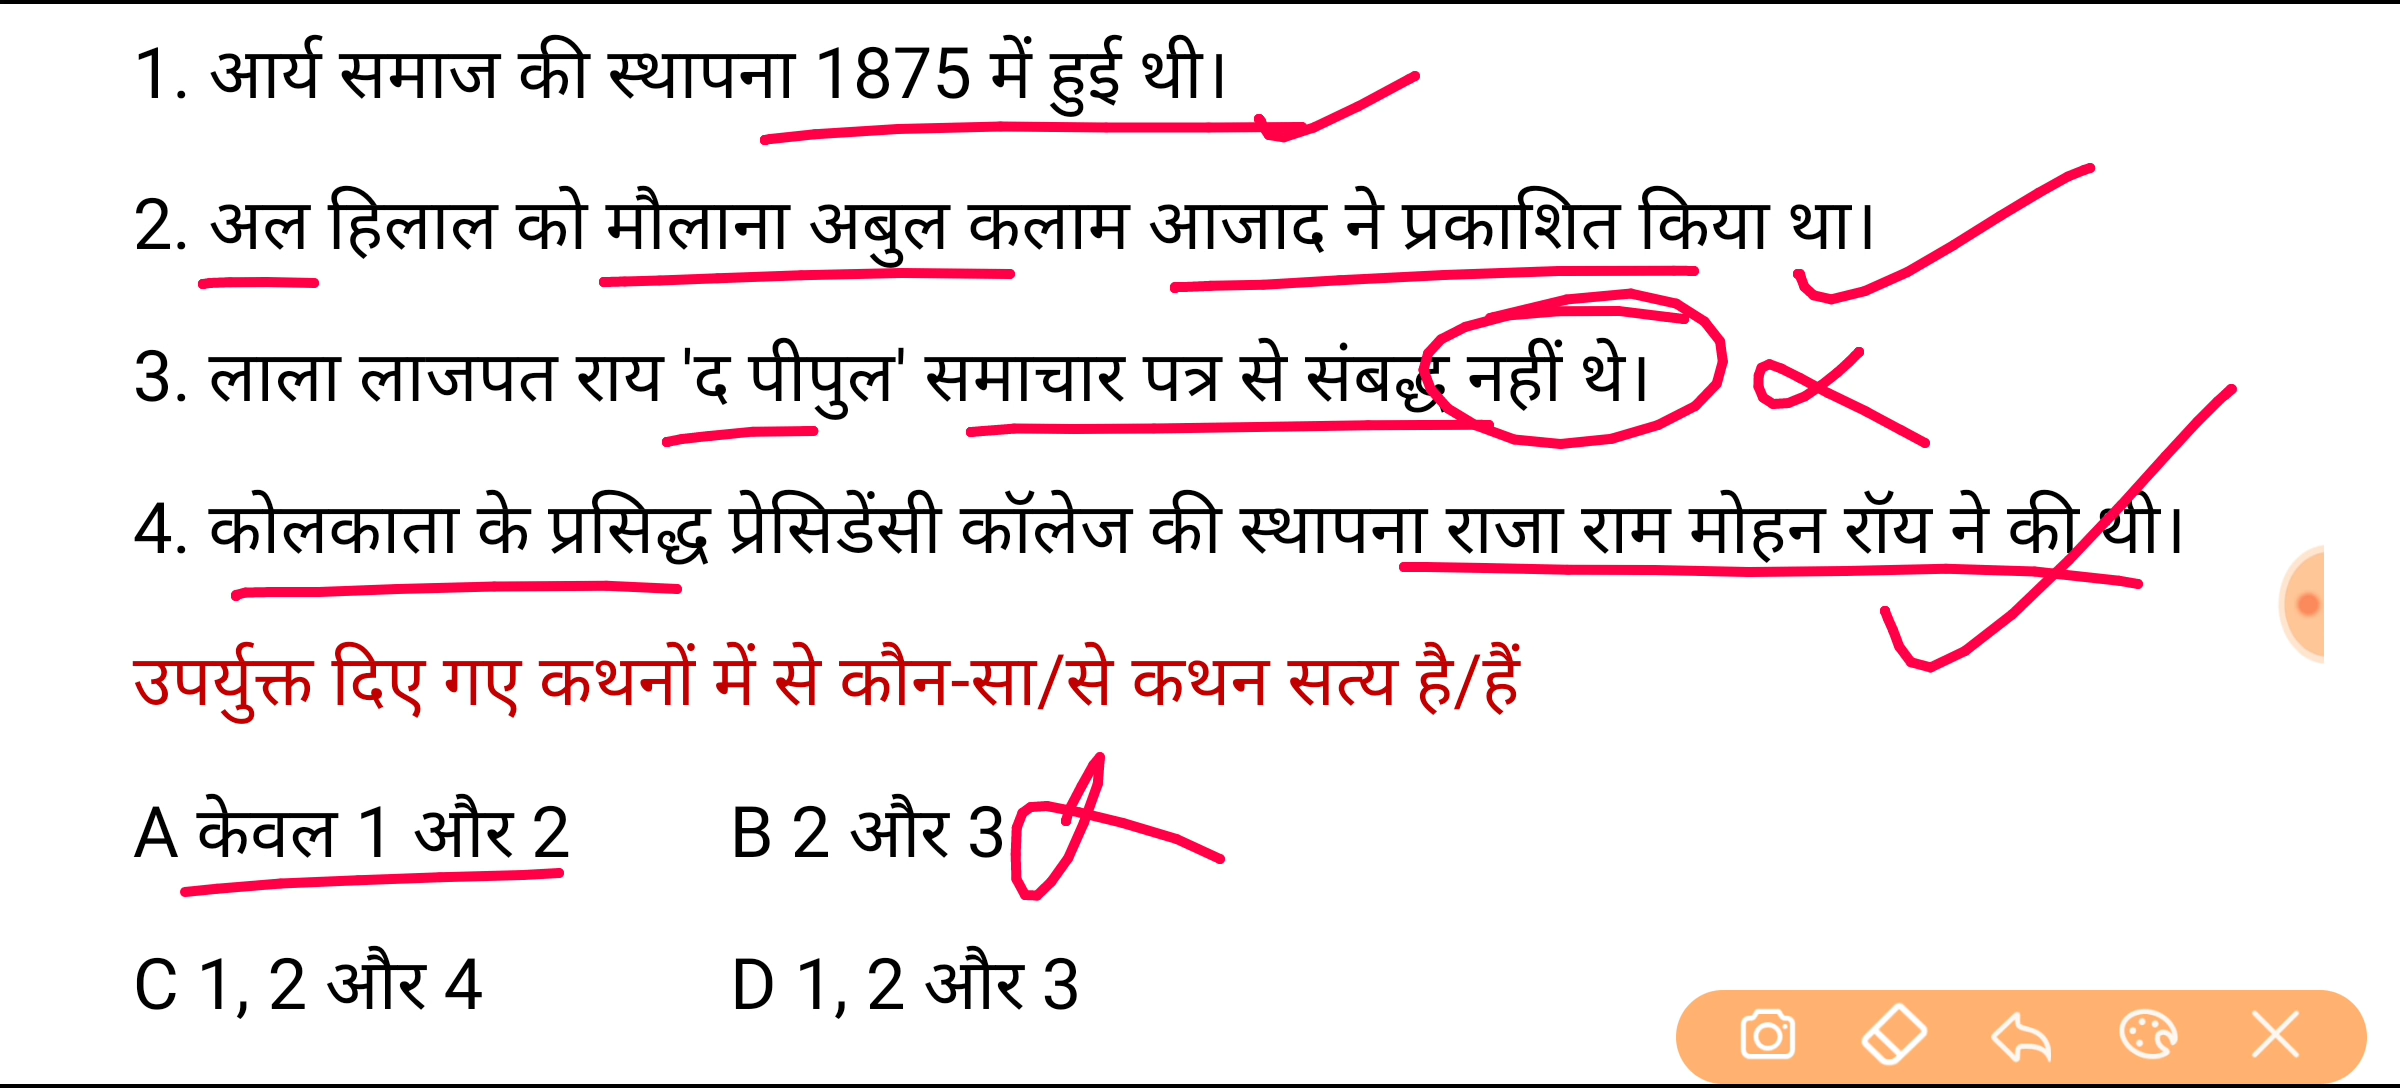 1. आर्य समाज की स्थापना 1875 में हुई थी।
2. अल हिलाल को मौलाना अबुल कलाम आजाद ने प्रकाशित किया था।
3. लाला लाजपत राय 'द पीपुल' समाचार पत्र से संबद्ध नहीं थे।
4. कोलकाता के प्रसिद्ध प्रेसिडेंसी कॉलेज की स्थापना राजा राम मोहन रॉय ने की थी।
उपर्युक्त दिए गए कथनों में से कौन-सा/से कथन सत्य है/हैं
A केवल 1 और 2 B 2 और 3
C 1, 2 और 4 D 1, 2 और 3